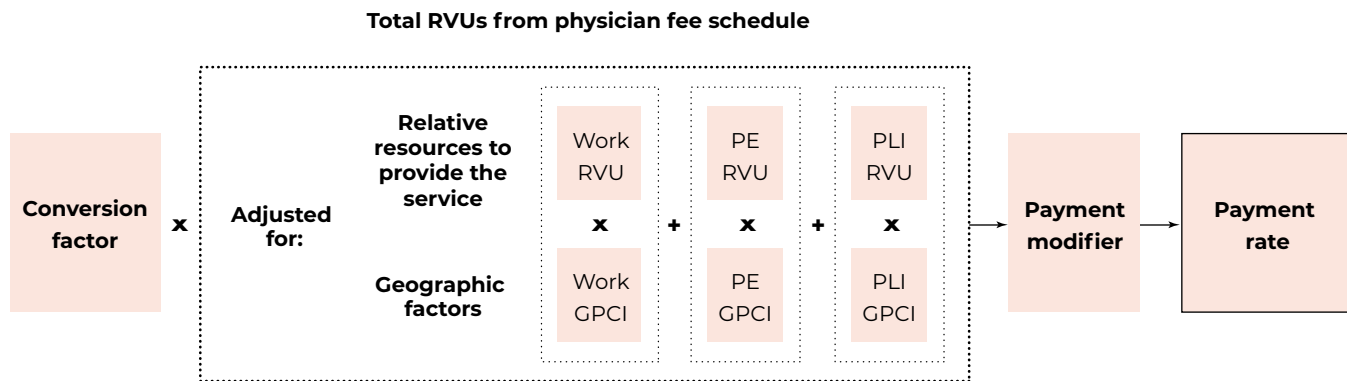 Total RVUs from physician fee schedule
Conversion
factor
x
Adjusted
for:
Relative
resources to
provide the
service
Geographic
factors
Work
RVU
x
Work
GPCI
+
PE
RVU
x
PE
GPCI
+
PLI
RVU
x
PLI
GPCI
Payment
modifier
Payment
rate